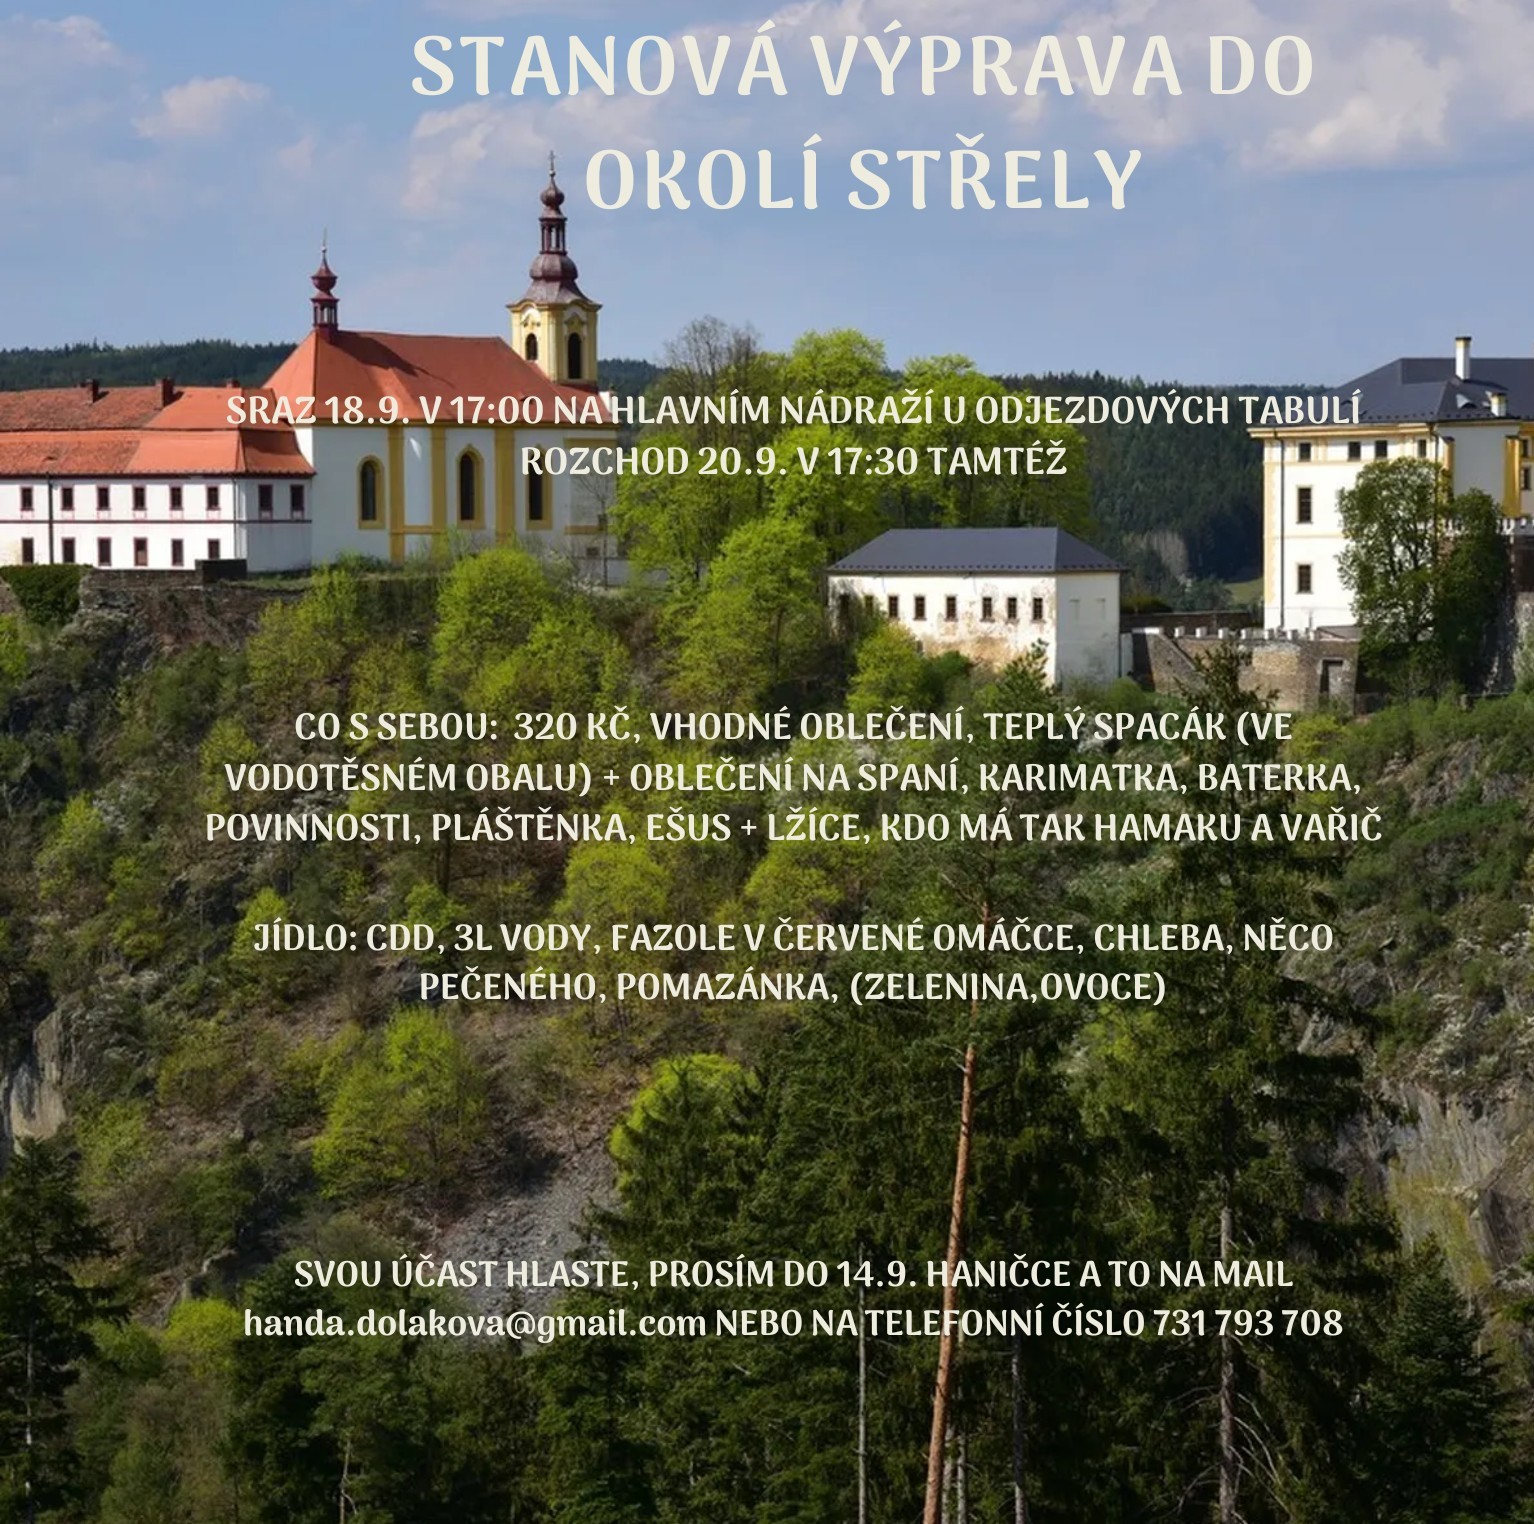 STANOVÁ VÝPRAVA DO
OKOLÍ STŘELY
SRAZ 18.9. V 17:00 NA HLAVNÍM NÁDRAŽÍ U ODJEZDOVÝCH TABULÍ
ROZCHOD 20.9. V 17:30 TAMTÉŽ
CO S SEBOU: 320 KČ, VHODNÉ OBLEČENÍ, TEPLÝ SPACÁK (VE
VODOTĚSNÉM OBALU) + OBLEČENÍ NA SPANÍ, KARIMATKA, BATERKA,
POVINNOSTI, PLÁŠTĚNKA, EŠUS + LŽÍCE, KDO MÁ TAK HAMAKU A VAŘIČ
JÍDLO: CDD, 3L VODY, FAZOLE V ČERVENÉ OMÁČCE, CHLEBA, NĚCO
PEČENÉHO, POMAZÁNKA, (ZELENINA,OVOCE)
SVOU ÚČAST HLASTE, PROSÍM DO 14.9. HANIČCE A TO NA MAIL
handa.dolakova@gmail.com NEBO NA TELEFONNÍ ČÍSLO 731 793 708